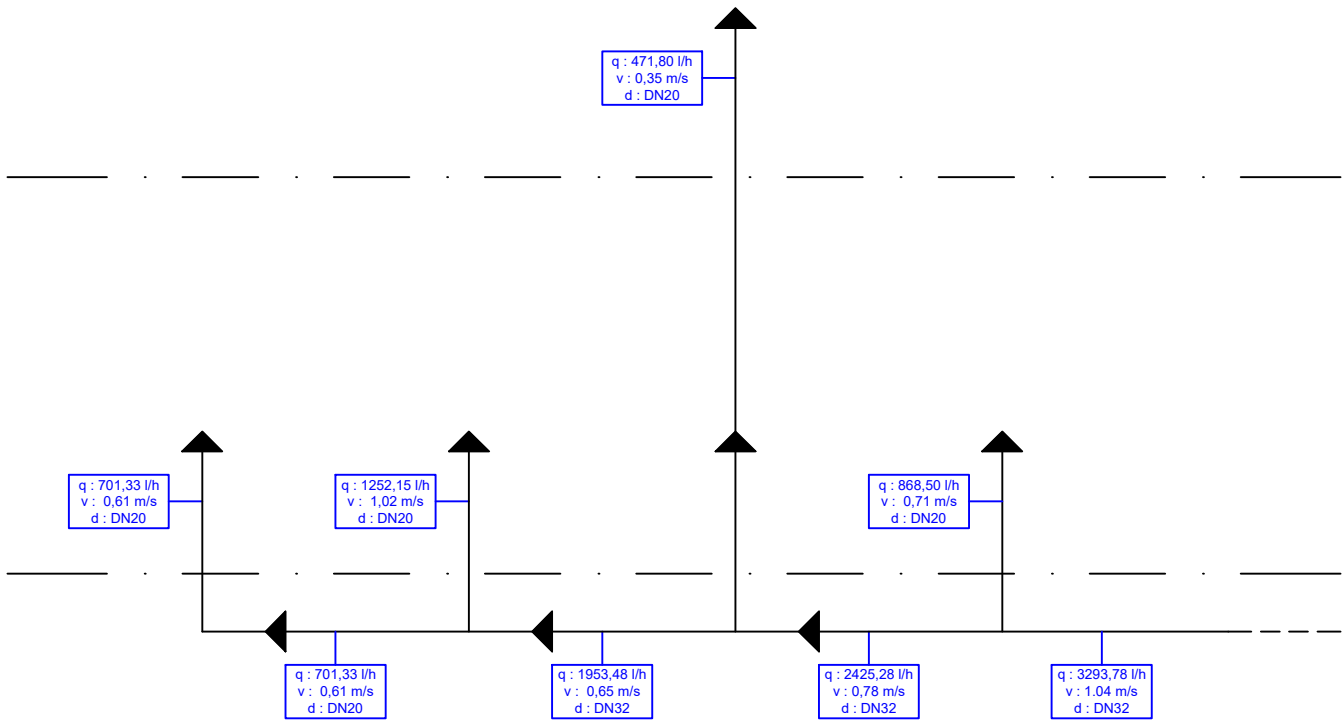 q : 471,80 l/h
v : 0,35 m/s
d : DN20
q : 701,33 l/h
v : 0,61 m/s
d : DN20
q : 1252,15 l/h
v : 1,02 m/s
d : DN20
q : 868,50 l/h
v : 0,71 m/s
d : DN20
q : 701,33 l/h
v : 0,61 m/s
d : DN20
q : 1953,48 l/h
v : 0,65 m/s
d : DN32
q : 2425,28 l/h
v : 0,78 m/s
d : DN32
q : 3293,78 l/h
v : 1.04 m/s
d : DN32